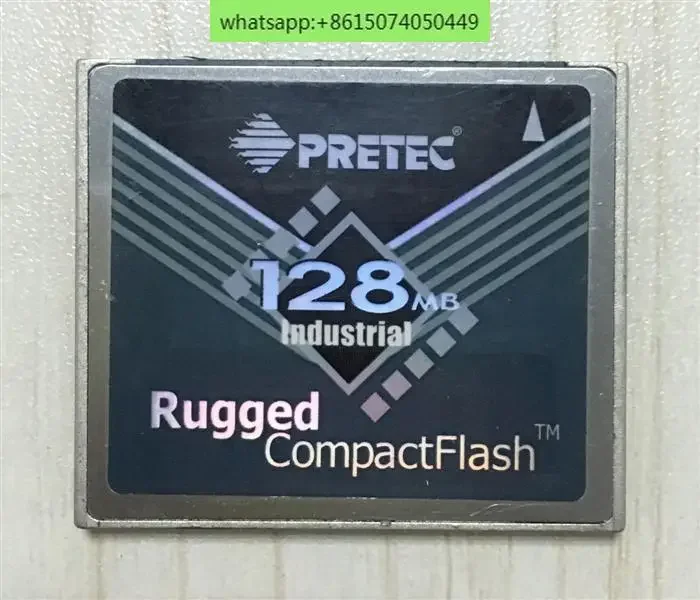 whatsapp:+8615074050449
PRETEC®
128MB
Industrial
Rugged
CompactFlash™